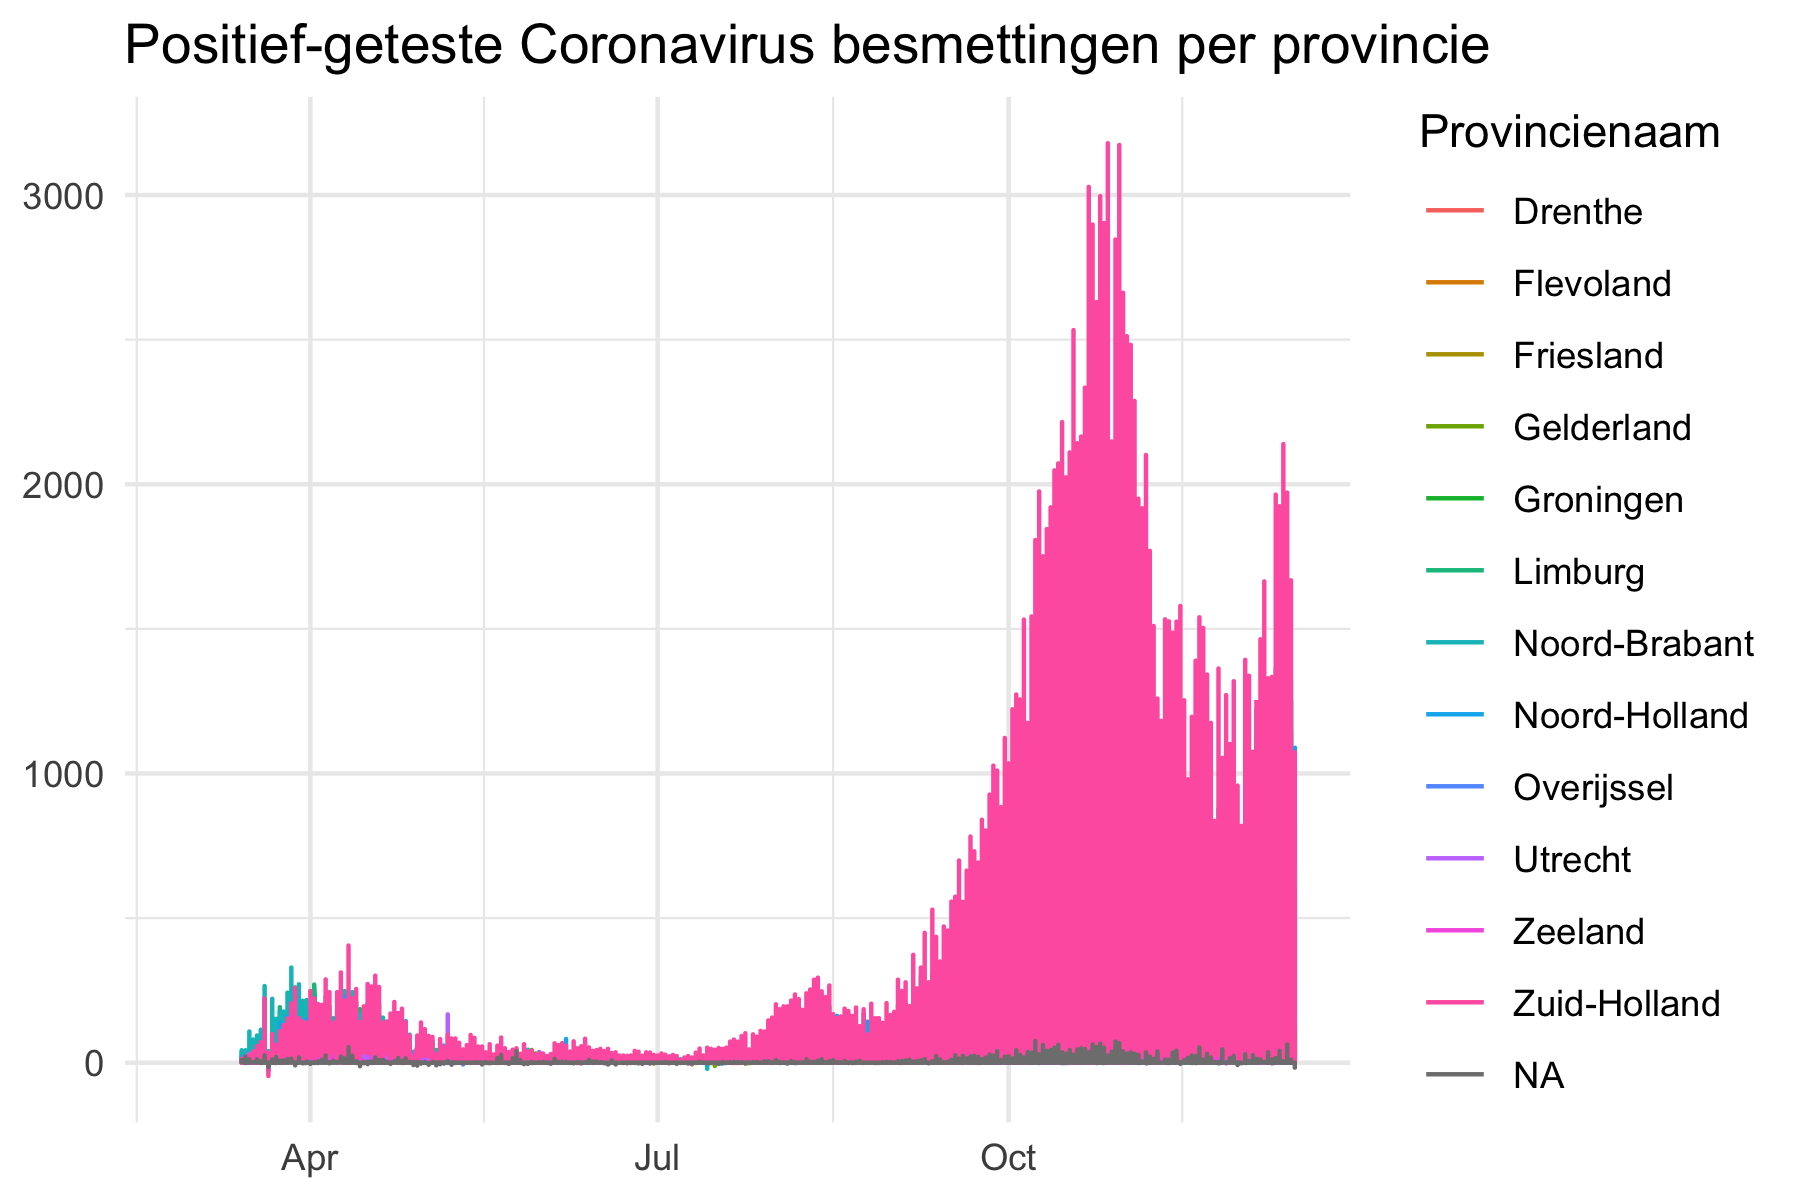 Positief-geteste Coronavirus besmettingen per provincie
3000
2000
1000
0
Apr
Jul
Oct
Provincienaam
Drenthe
Flevoland
Friesland
Gelderland
Groningen
Limburg
Noord-Brabant
Noord-Holland
Overijssel
Utrecht
Zeeland
Zuid-Holland
NA